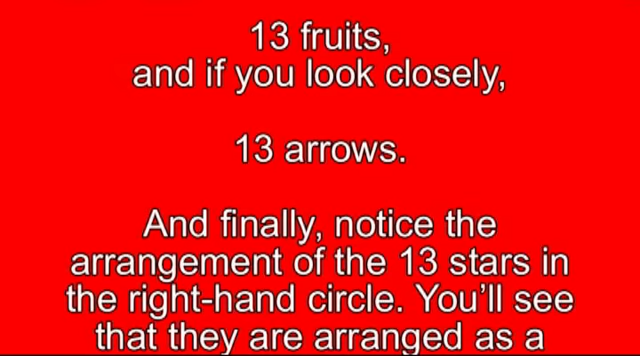 13 fruits,
and if you look closely,
13 arrows.
And finally, notice the
arrangement of the 13 stars in
the right-hand circle. You’ll see
that they are arranged as a